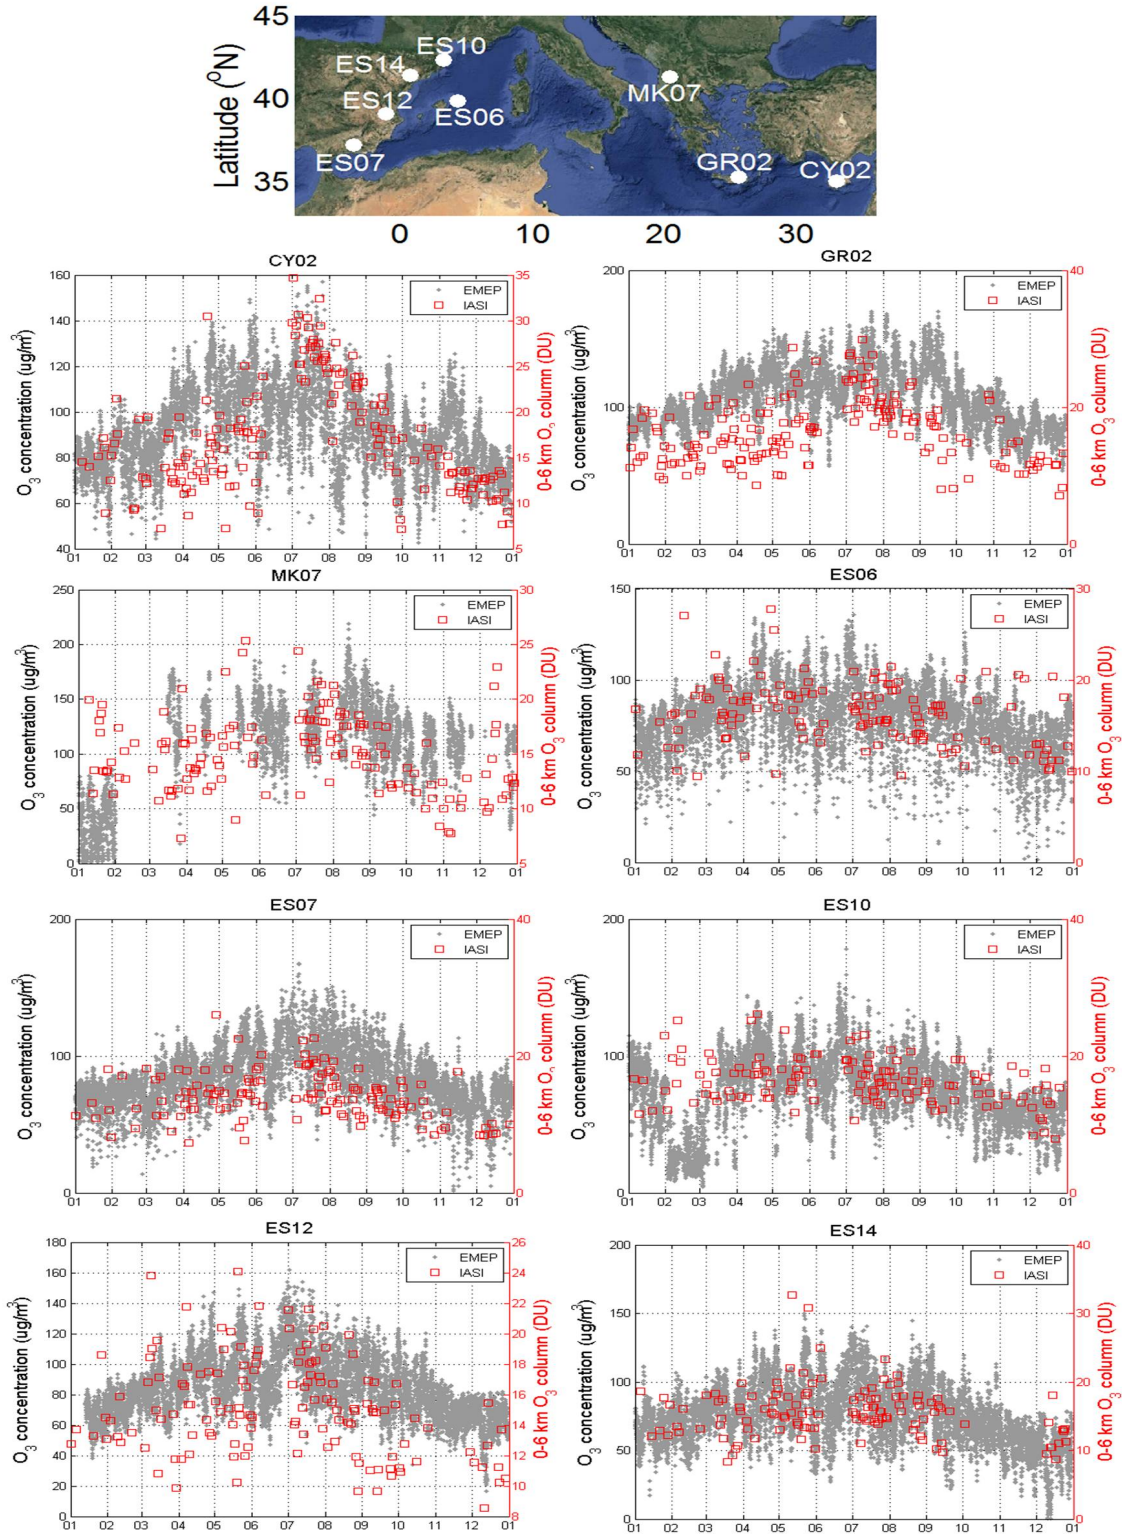 45
40
35
Latitude (⁰N)
ES10
ES14
ES12
ES06
ES07
MK07
GR02
CY02
0 10 20 30
CY02
160
140
120
100
80
60
40
O3 concentration (ug/m³)
EMEP
IASI
35
30
25
20
15
10
5
0-6 km O3 column (DU)
01 02 03 04 05 06 07 08 09 10 11 12 01
GR02
200
100
0
O3 concentration (ug/m³)
EMEP
IASI
40
20
0
0-6 km O3 column (DU)
01 02 03 04 05 06 07 08 09 10 11 12 01
MK07
250
200
150
100
50
0
O3 concentration (ug/m³)
EMEP
IASI
30
25
20
15
10
5
0-6 km O3 column (DU)
01 02 03 04 05 06 07 08 09 10 11 12 01
ES06
150
100
50
0
O3 concentration (ug/m³)
EMEP
IASI
30
20
10
0
0-6 km O3 column (DU)
01 02 03 04 05 06 07 08 09 10 11 12 01
ES07
200
100
0
O3 concentration (ug/m³)
EMEP
IASI
40
20
0
0-6 km O3 column (DU)
01 02 03 04 05 06 07 08 09 10 11 12 01
ES10
200
100
0
O3 concentration (ug/m³)
EMEP
IASI
40
20
0
0-6 km O3 column (DU)
01 02 03 04 05 06 07 08 09 10 11 12 01
ES12
180
160
140
120
100
80
60
40
20
0
O3 concentration (ug/m³)
EMEP
IASI
26
24
22
20
18
16
14
12
10
8
0-6 km O3 column (DU)
01 02 03 04 05 06 07 08 09 10 11 12 01
ES14
200
150
100
50
0
O3 concentration (ug/m³)
EMEP
IASI
40
30
20
10
0
0-6 km O3 column (DU)
01 02 03 04 05 06 07 08 09 10 11 12 01